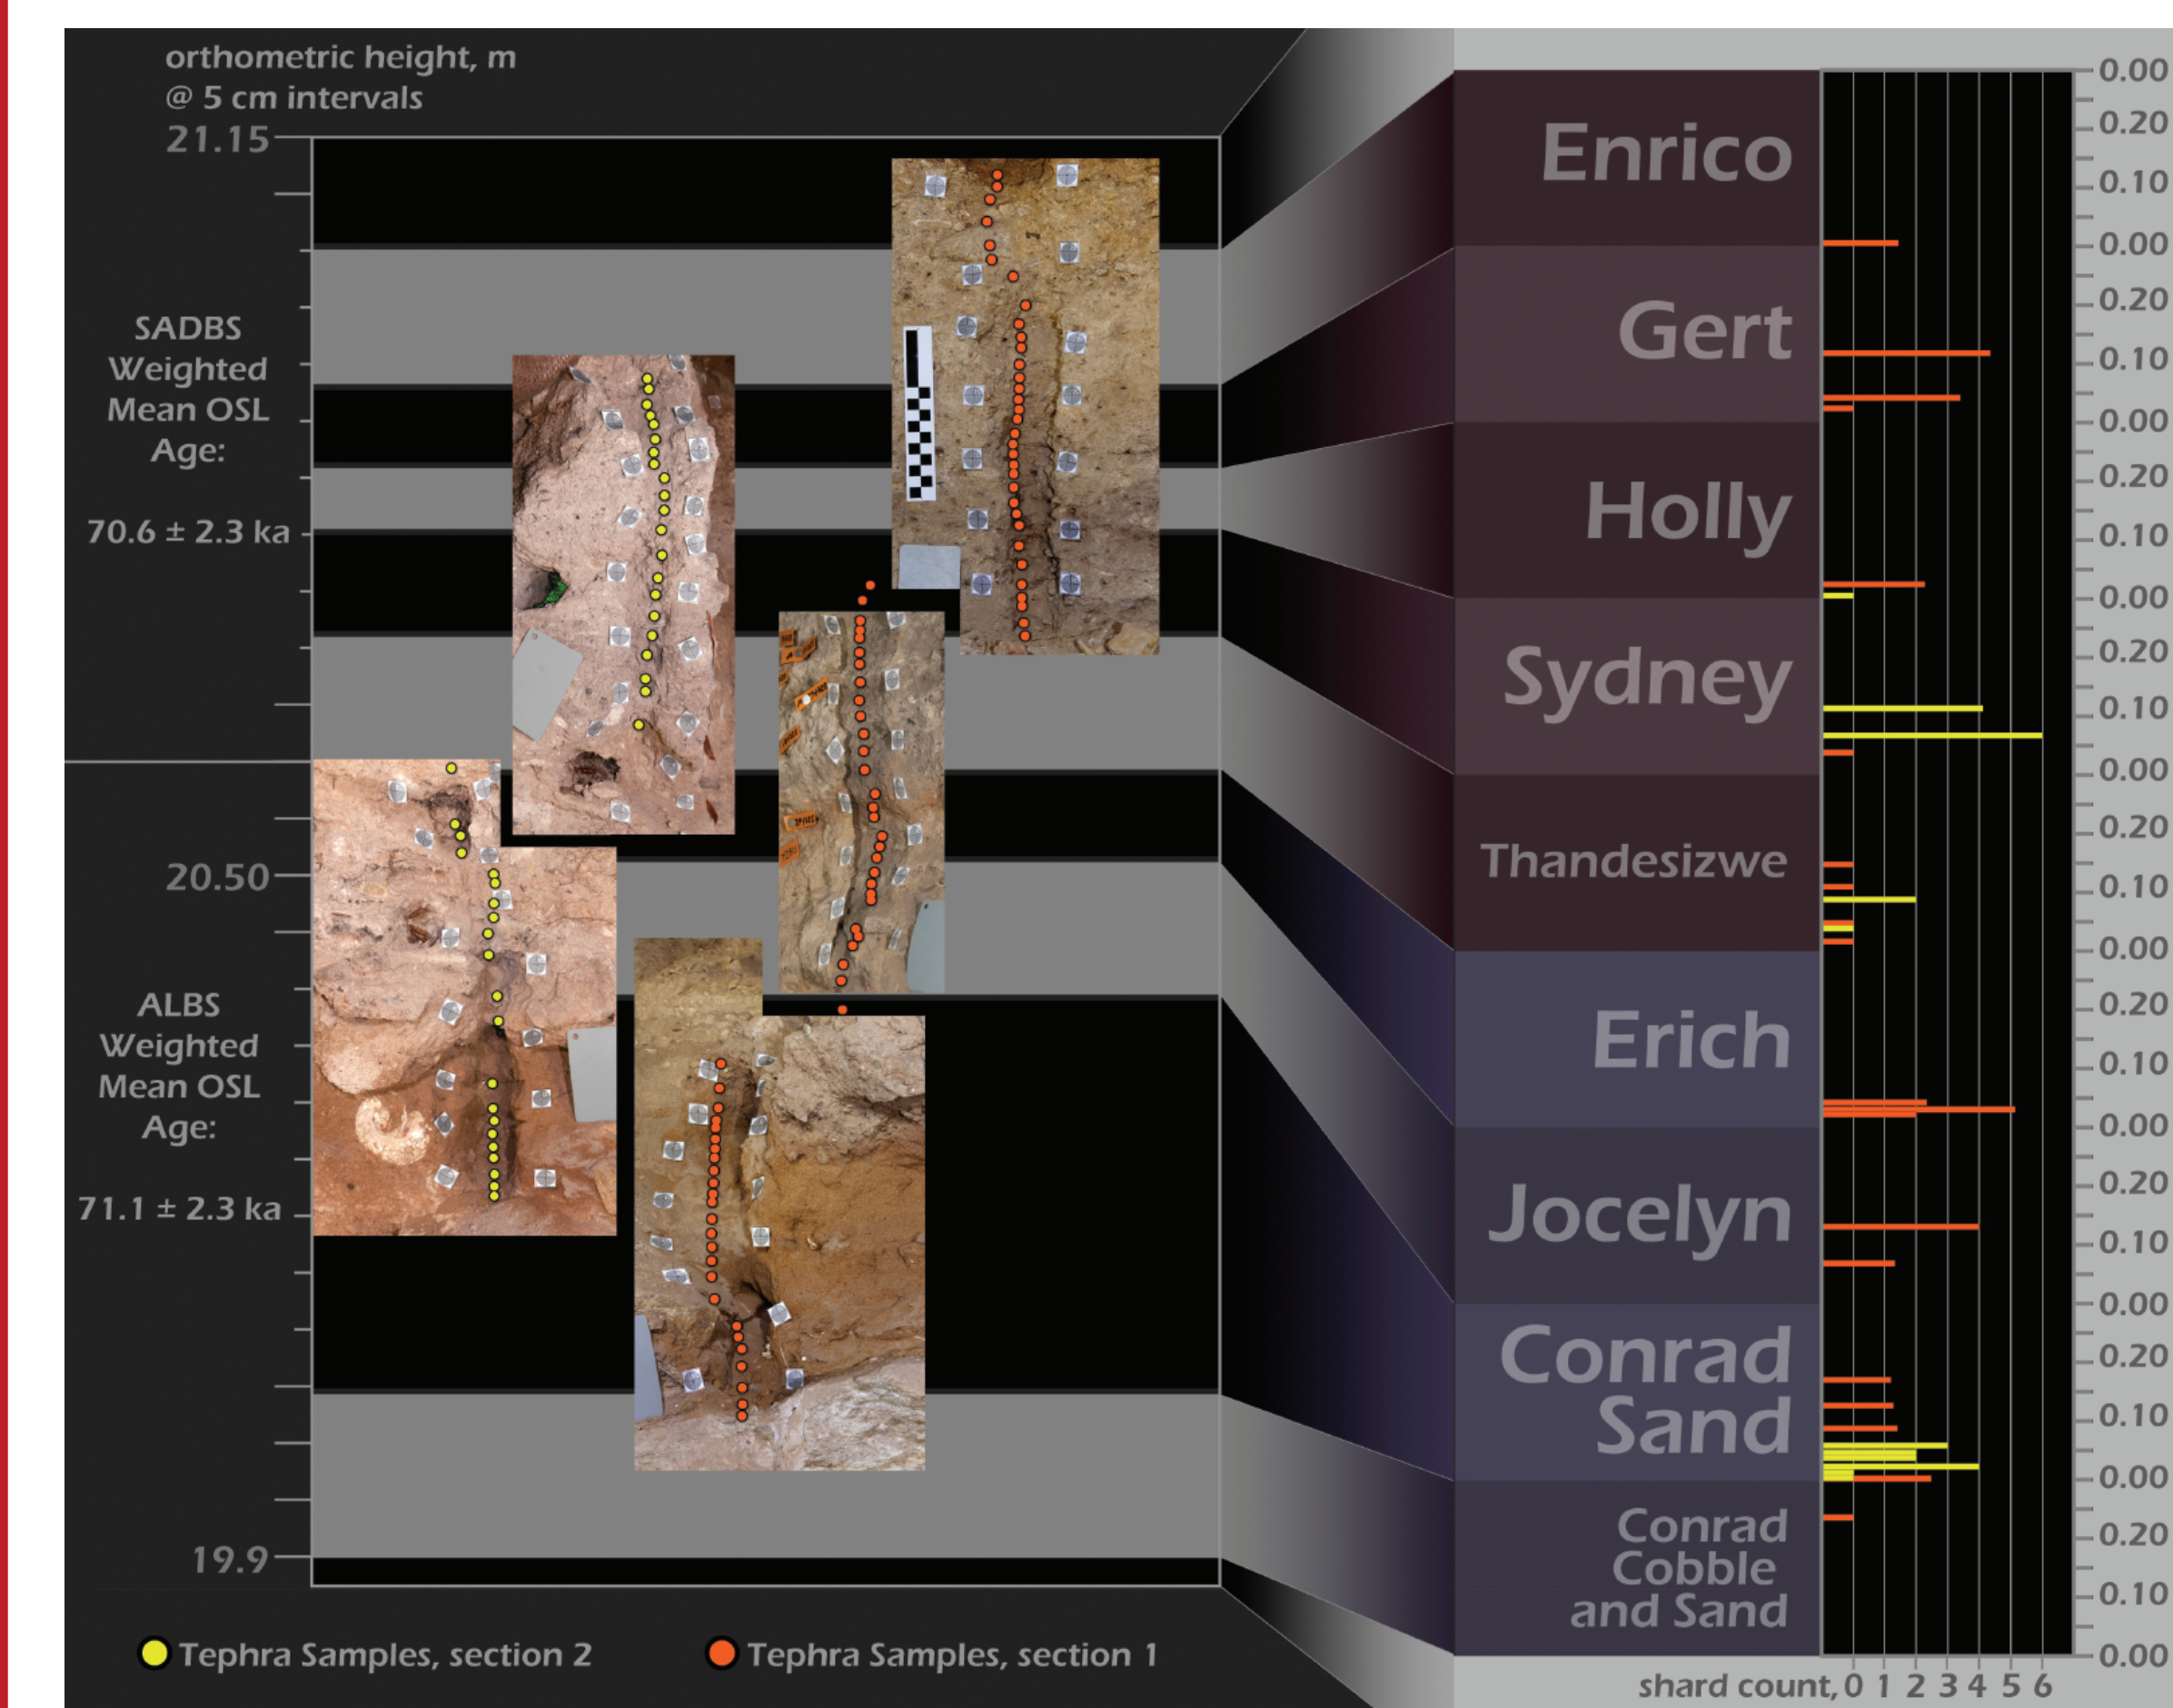 orthometric height, m
@ 5 cm intervals
21.15
SADBS
Weighted
Mean OSL
Age:
70.6 ± 2.3 ka
20.50
ALBS
Weighted
Mean OSL
Age:
71.1 ± 2.3 ka
19.9
Tephra Samples, section 2
Tephra Samples, section 1
Enrico
Gert
Holly
Sydney
Thandesizwe
Erich
Jocelyn
Conrad
Sand
Conrad
Cobble
and Sand
0.00
0.20
0.10
0.00
0.20
0.10
0.00
0.20
0.10
0.00
0.20
0.10
0.00
0.20
0.10
0.00
0.20
0.10
0.00
0.20
0.10
0.00
0.20
0.10
0.00
0.20
0.10
0.00
shard count, 0 1 2 3 4 5 6